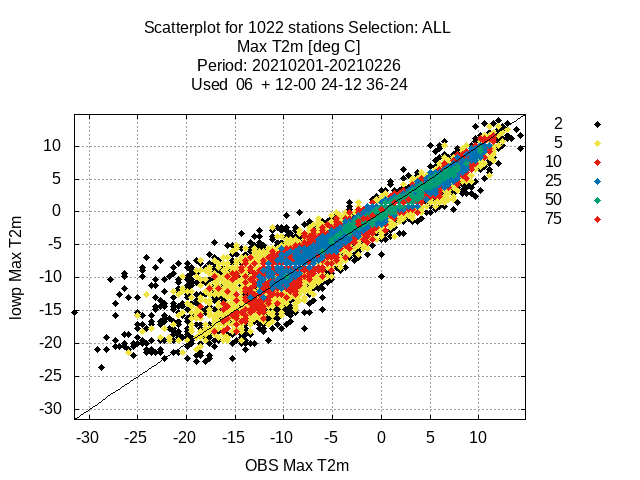 Scatterplot for 1022 stations Selection: ALL
Max T2m [deg C]
Period: 20210201-20210226
Used  06  + 12-00 24-12 36-24
2
5
10
25
50
75
10
5
0
-5
-10
-15
-20
-25
-30
Iowp Max T2m
-30 -25 -20 -15 -10 -5 0 5 10
OBS Max T2m